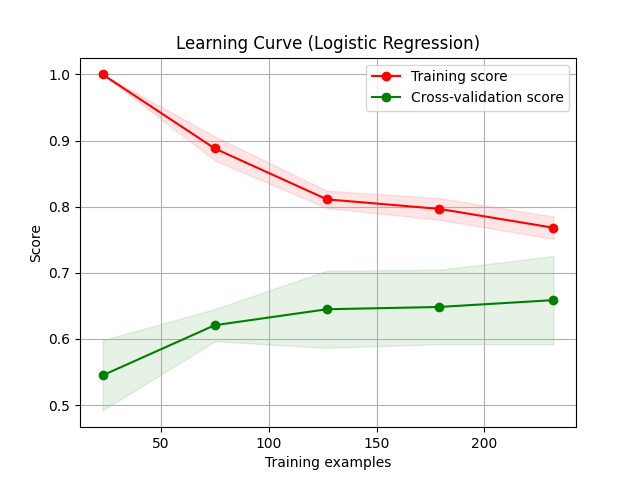 Learning Curve (Logistic Regression)
Training score
Cross-validation score
1.0
0.9
0.8
0.7
0.6
0.5
Score
50
100
150
200
Training examples